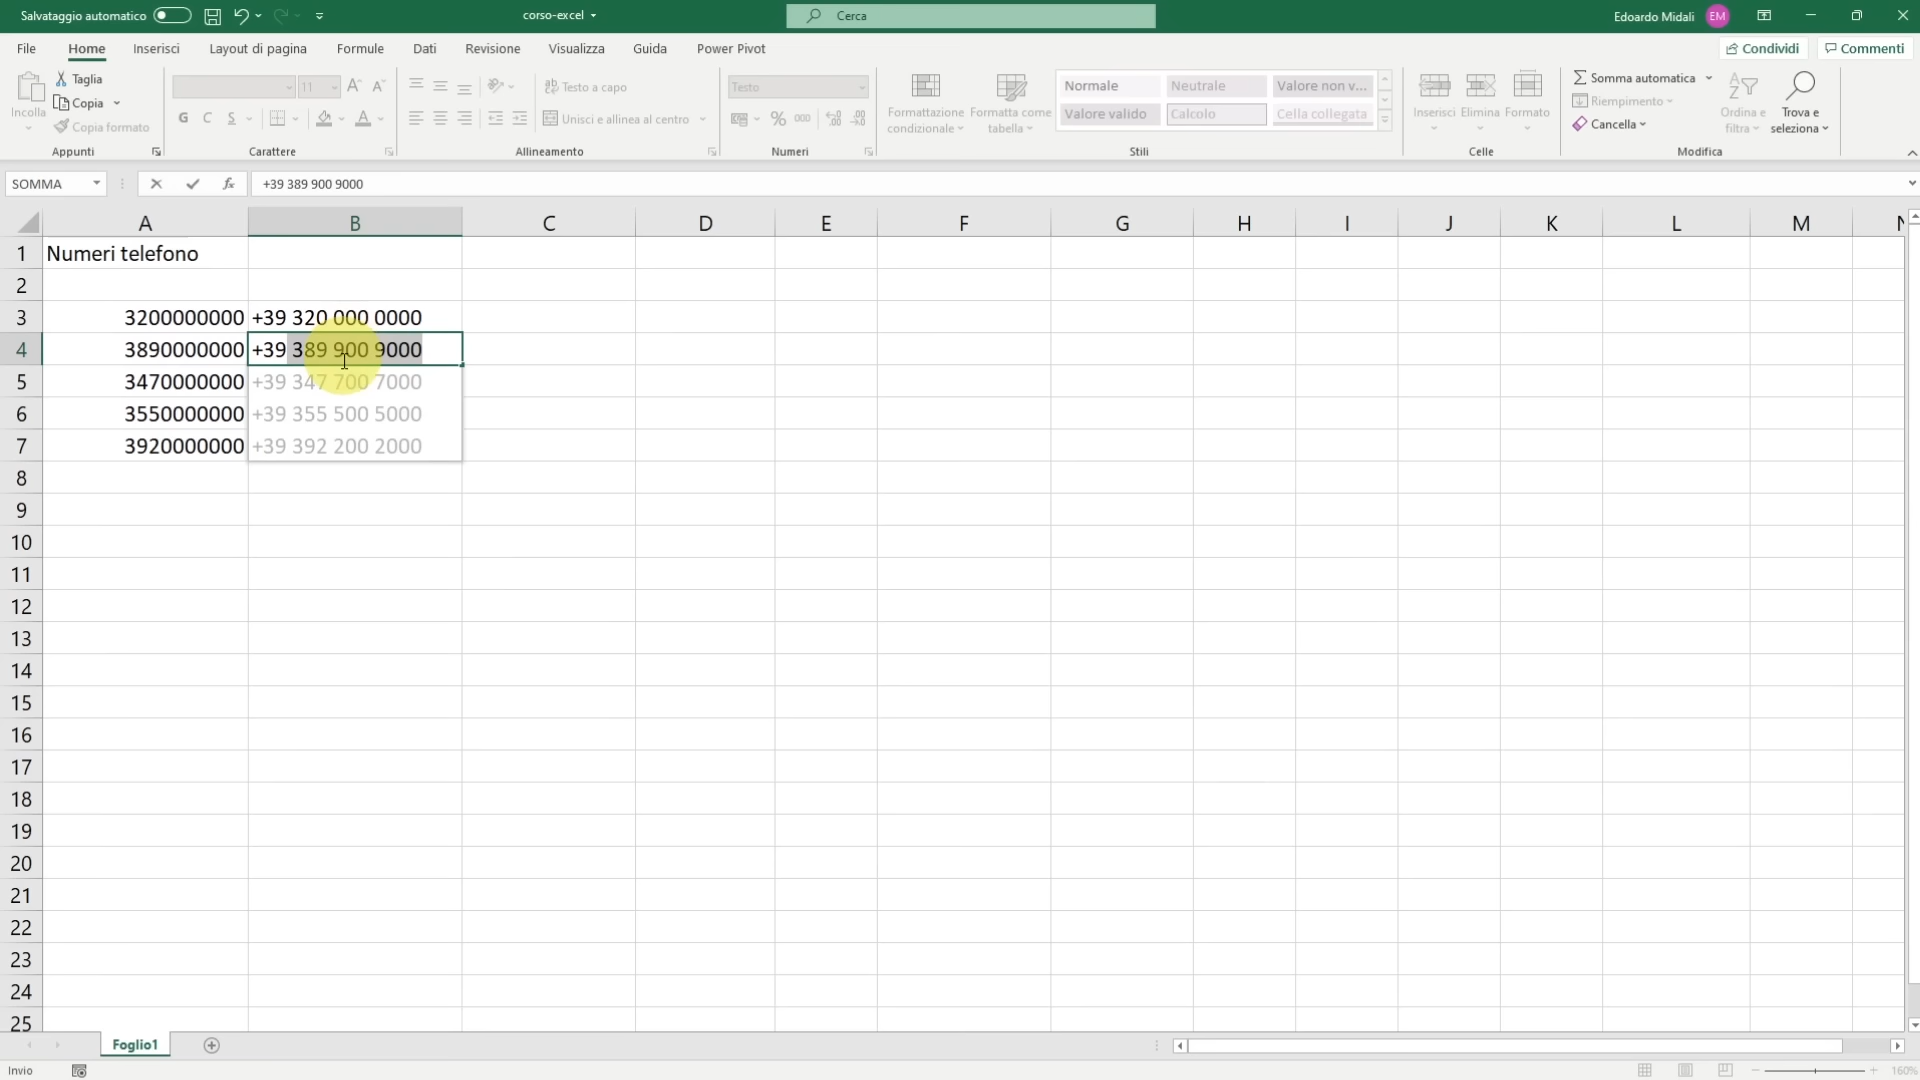 Salvataggio automatico
corso-excel
Cerca
Edoardo Midali EM
File Home Inserisci Layout di pagina Formule Dati Revisione Visualizza Guida Power Pivot
Condividi Commenti
Incolla
Taglia
Copia
Copia formato
Appunti
11 A A
G C S A
Carattere
ab Testo a capo
Unisci e allinea al centro
Allineamento
Testo
% 000
Numeri
Formattazione condizionale
Formatta come tabella
Normale Neutrale Valore non v...
Valore valido Calcolo Cella collegata
Stili
Inserisci Elimina Formato
Celle
Somma automatica
Riempimento
Cancella
Ordina e filtra
Trova e seleziona
Modifica
SOMMA fx +39 389 900 9000
A B C D E F G H I J K L M N
1 Numeri telefono
2
3 3200000000 +39 320 000 0000
4 3890000000 +39 389 900 9000
5 3470000000 +39 347 700 7000
6 3550000000 +39 355 500 5000
7 3920000000 +39 392 200 2000
8
9
10
11
12
13
14
15
16
17
18
19
20
21
22
23
24
25
Foglio1
Invio
160%